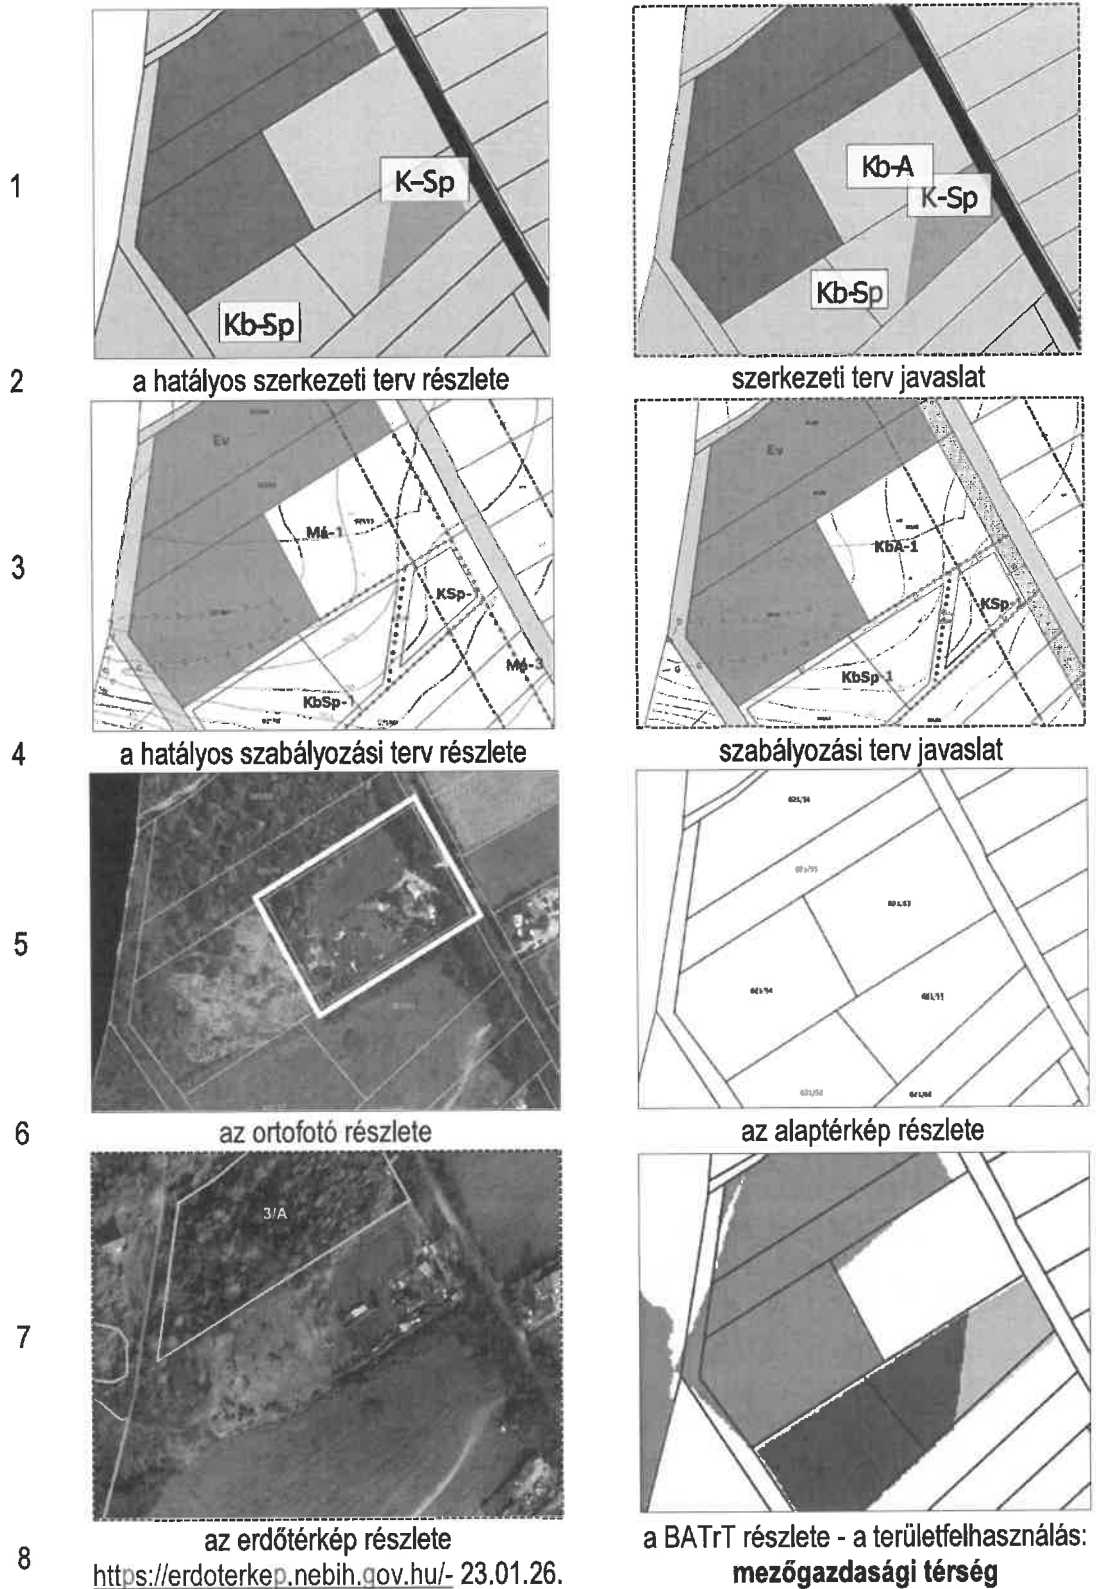 1
K-Sp
Kb-A
K-Sp
Kb-Sp
Kb-Sp
2
a hatályos szerkezeti terv részlete
szerkezeti terv javaslat
3
Ev
Má-1
KSp-1
Má-3
KbSp-1
Ev
KbA-1
KSp-1
KbSp-1
4
a hatályos szabályozási terv részlete
szabályozási terv javaslat
5
6
az ortofotó részlete
az alaptérkép részlete
7
3/A
8
az erdőtérkép részlete
https://erdoterkep.nebih.gov.hu/- 23.01.26.
a BATrT részlete - a területfelhasználás:
mezőgazdasági térség